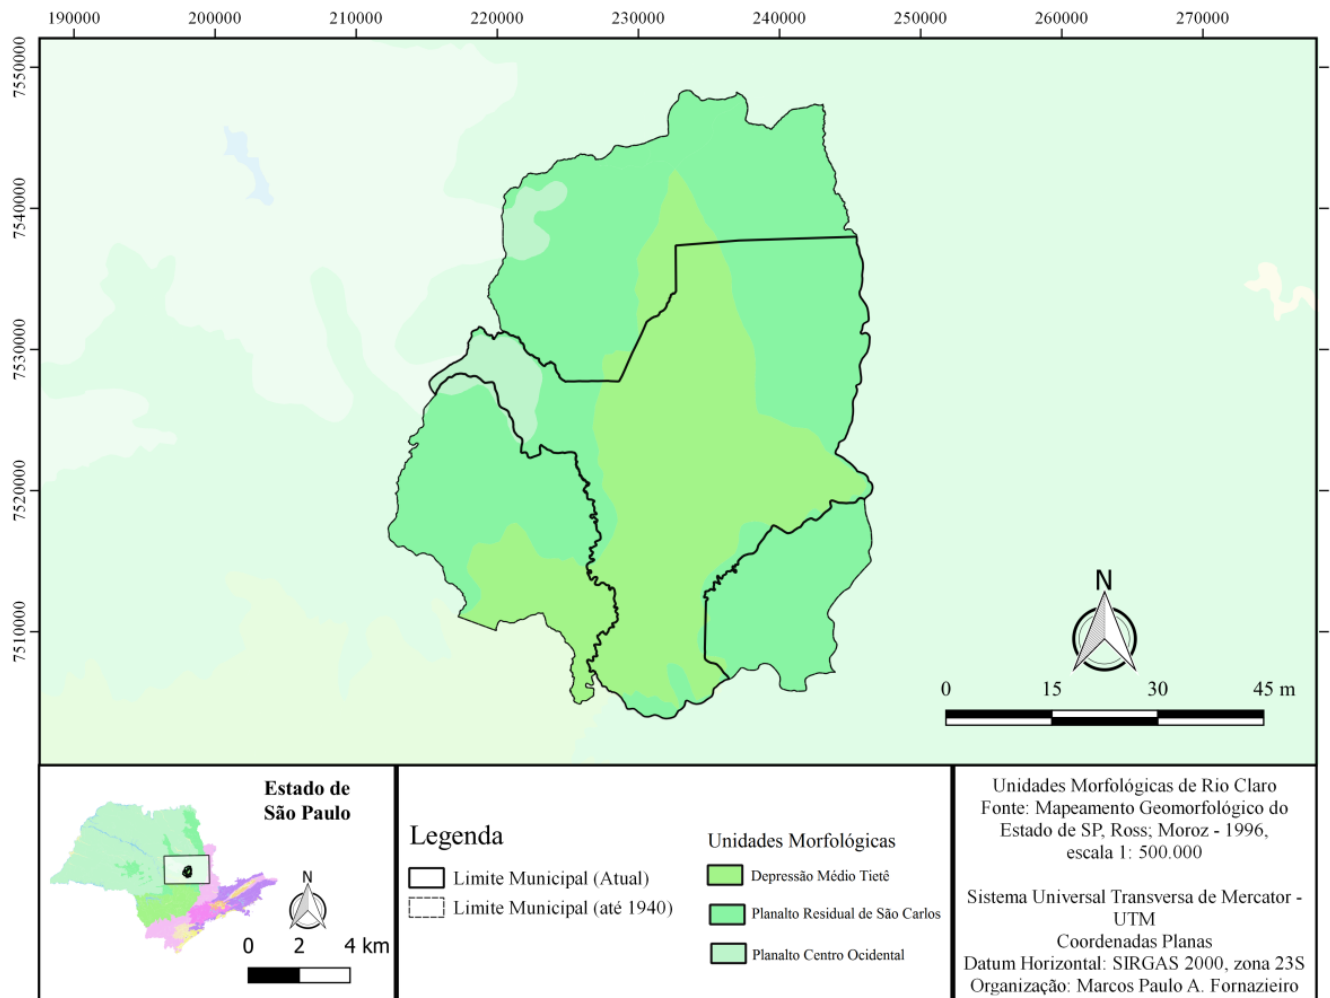 190000 200000 210000 220000 230000 240000 250000 260000 270000
7550000
7540000
7530000
7520000
7510000
N
0 15 30 45 m
Estado de
São Paulo
N
0 2 4 km
Legenda
Limite Municipal (Atual)
Limite Municipal (até 1940)
Unidades Morfológicas
Depressão Médio Tietê
Planalto Residual de São Carlos
Planalto Centro Ocidental
Unidades Morfológicas de Rio Claro
Fonte: Mapeamento Geomorfológico do
Estado de SP, Ross; Moroz - 1996,
escala 1: 500.000
Sistema Universal Transversa de Mercator -
UTM
Coordenadas Planas
Datum Horizontal: SIRGAS 2000, zona 23S
Organização: Marcos Paulo A. Fornazieiro